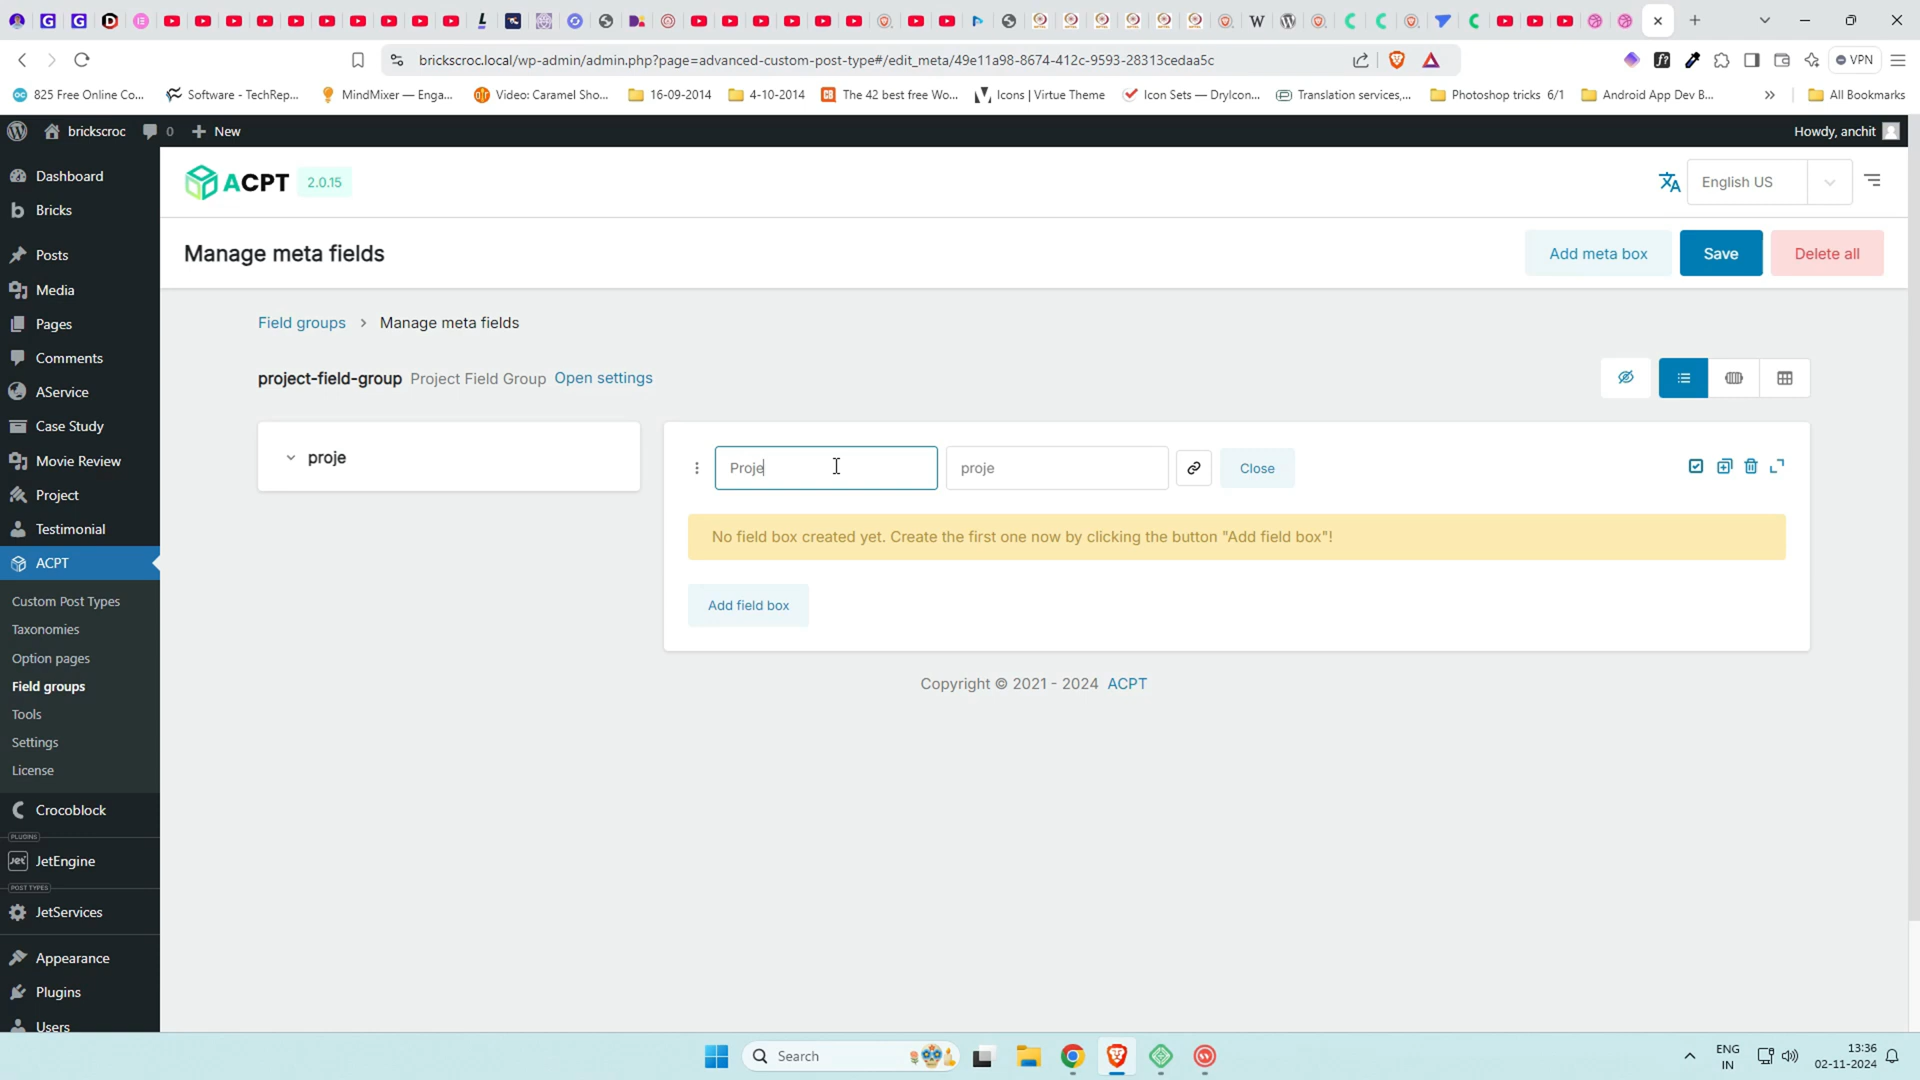 brickscroc.local/wp-admin/admin.php?page=advanced-custom-post-type#/edit_meta/49e11a98-8674-412c-9593-28313cedaa5c
VPN
825 Free Online Co...
Software - TechRep...
MindMixer — Enga...
Video: Caramel Sho...
16-09-2014
4-10-2014
The 42 best free Wo...
Icons | Virtue Theme
Icon Sets — DryIcon...
Translation services,...
Photoshop tricks 6/1
Android App Dev B...
All Bookmarks
brickscroc
0
New
Howdy, anchit
Dashboard
Bricks
Posts
Media
Pages
Comments
AService
Case Study
Movie Review
Project
Testimonial
ACPT
Custom Post Types
Taxonomies
Option pages
Field groups
Tools
Settings
License
Crocoblock
PLUGINS
JetEngine
POST TYPES
JetServices
Appearance
Plugins
Users
ACPT 2.0.15
English US
Manage meta fields
Add meta box
Save
Delete all
Field groups > Manage meta fields
project-field-group Project Field Group Open settings
proje
Proje
proje
Close
No field box created yet. Create the first one now by clicking the button "Add field box"!
Add field box
Copyright © 2021 - 2024 ACPT
Search
ENG
IN
13:36
02-11-2024